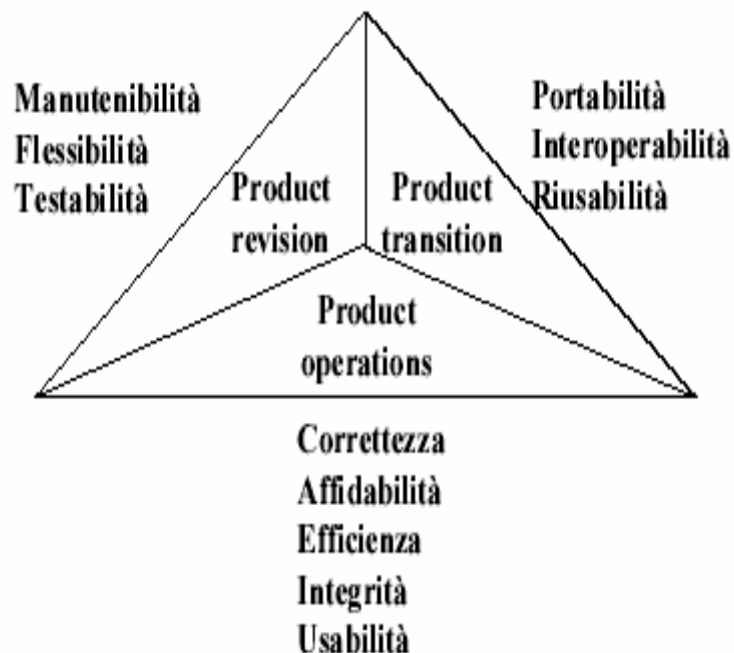 Manutenibilità
Flessibilità
Testabilità
Portabilità
Interoperabilità
Riusabilità
Product
revision
Product
transition
Product
operations
Correttezza
Affidabilità
Efficienza
Integrità
Usabilità